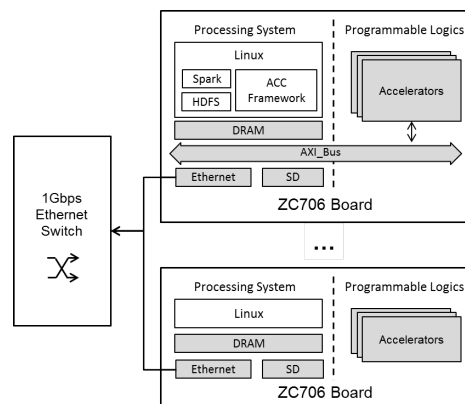 Processing System
Programmable Logics
Linux
Spark
HDFS
ACC
Framework
Accelerators
DRAM
AXI_Bus
Ethernet
SD
ZC706 Board
1Gbps
Ethernet
Switch
...
Processing System
Programmable Logics
Linux
DRAM
Accelerators
Ethernet
SD
ZC706 Board